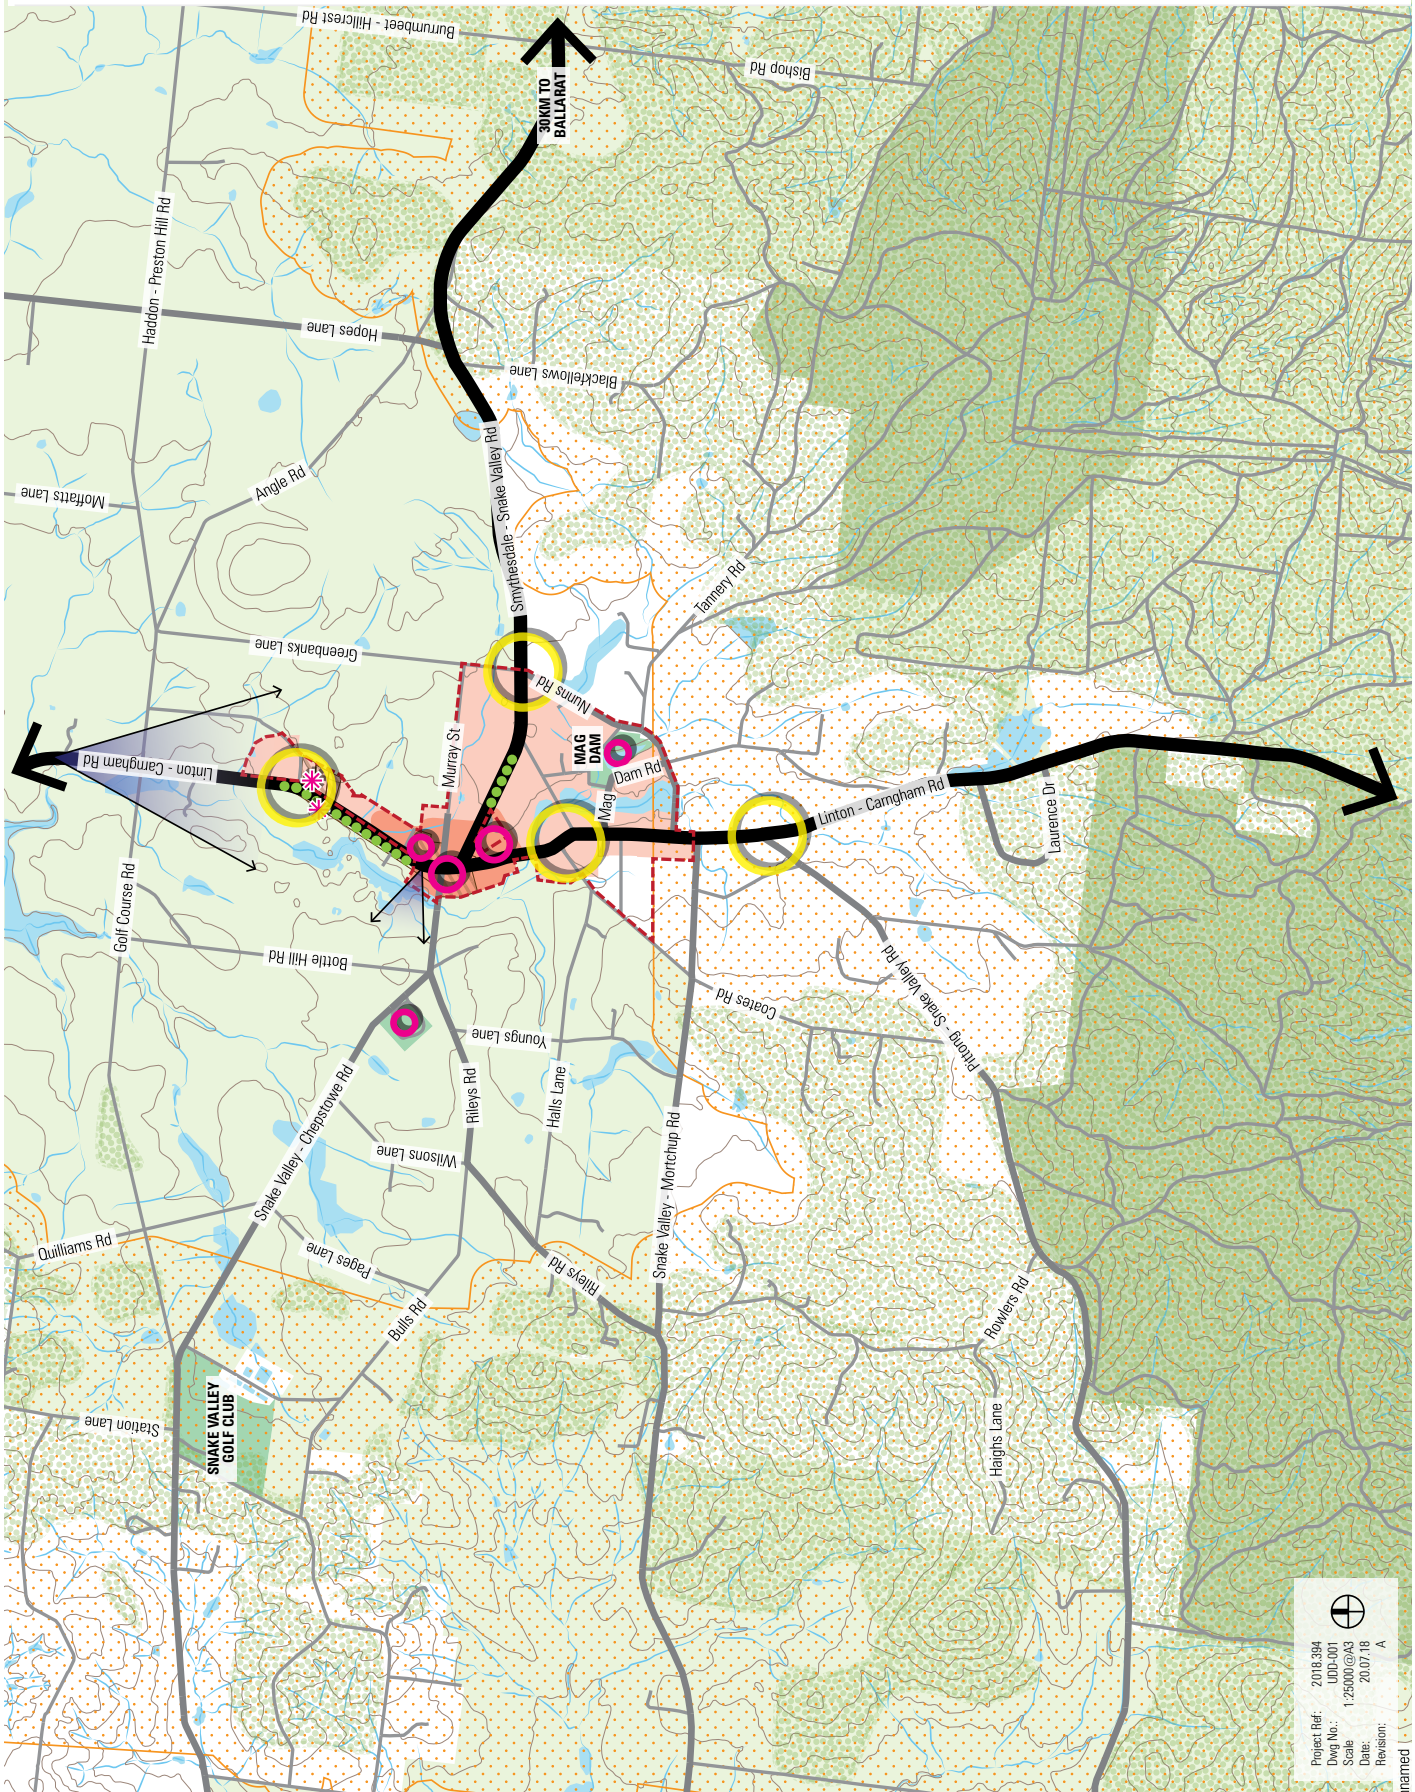 Burrumbeet - Hillcrest Rd
30KM TO
BALLARAT
Bishop Rd
Haddon - Preston Hill Rd
Hopes Lane
Blackfellows Lane
Smythesdale - Snake Valley Rd
Moffatts Lane
Angle Rd
Tannery Rd
Greenbanks Lane
Nunns Rd
Linton - Carngham Rd
Murray St
MAG
DAM
Mag Dam Rd
Linton - Carngham Rd
Laurence Dr
Golf Course Rd
Bottle Hill Rd
Youngs Lane
Coates Rd
Pittong - Snake Valley Rd
Snake Valley - Chepstowe Rd
Rileys Rd
Halls Lane
Wilsons Lane
Snake Valley - Mortchup Rd
Quilliams Rd
Pages Lane
Bulls Rd
Rileys Rd
Rowlers Rd
Haighs Lane
Station Lane
SNAKE VALLEY
GOLF CLUB
Project Ref: 2018.394
Dwg No.: UDD-001
Scale 1:25000@A3
Date: 20.07.18
Revision: A
named